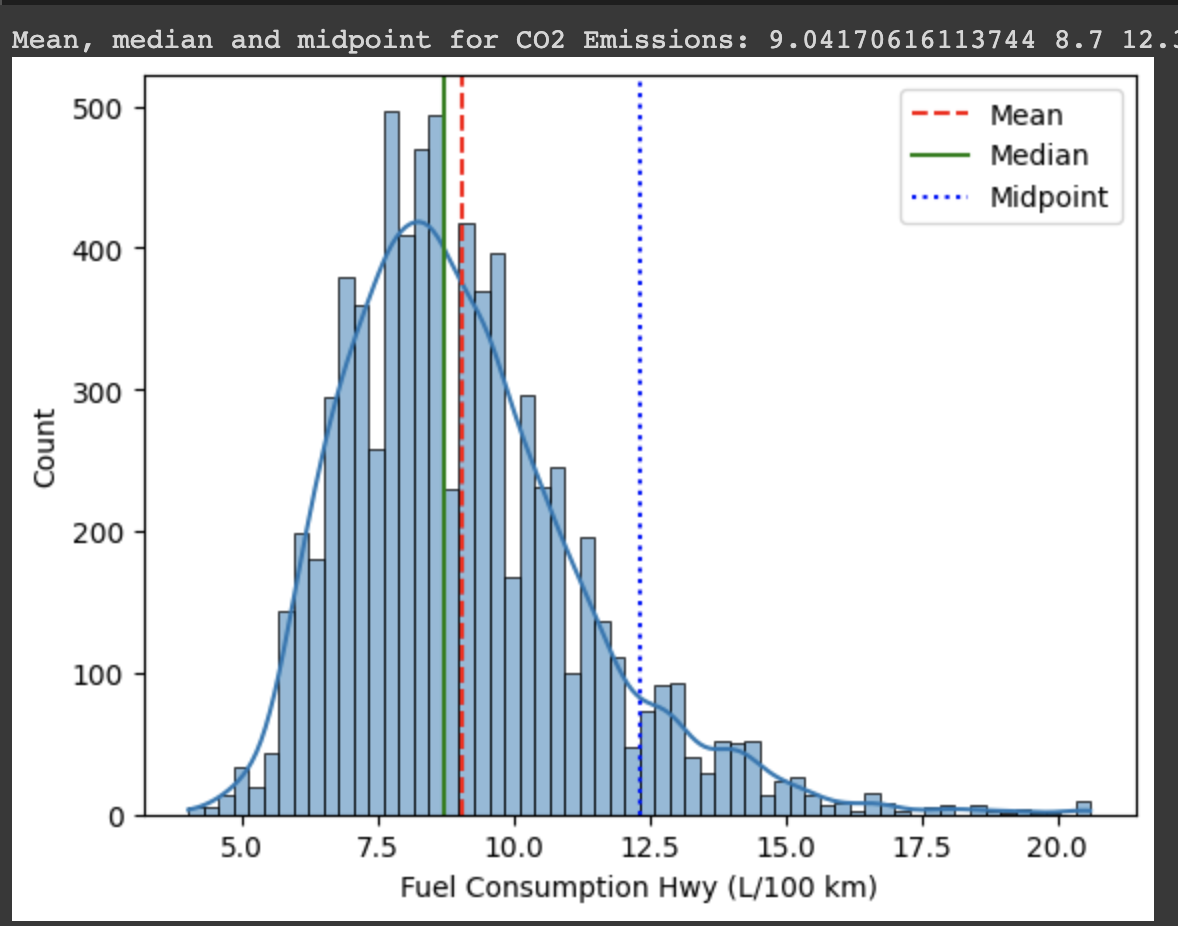 Mean, median and midpoint for CO2 Emissions: 9.04170616113744 8.7 12.3
500
400
300
200
100
0
Count
Mean
Median
Midpoint
5.0 7.5 10.0 12.5 15.0 17.5 20.0
Fuel Consumption Hwy (L/100 km)